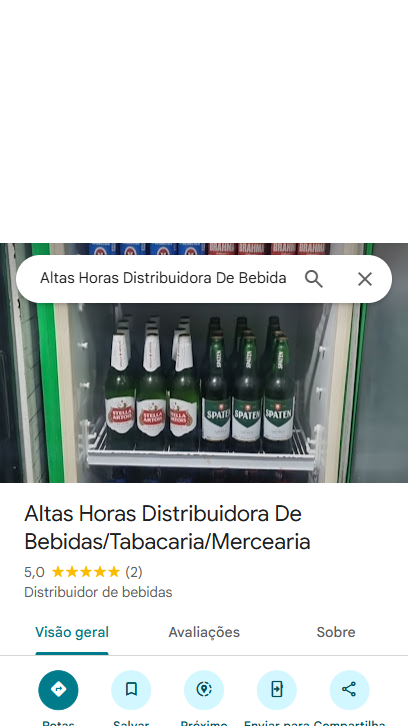 BRAHMA BRAHMA BRAHMA BRAHMA
Altas Horas Distribuidora De Bebida
STELLA ARTOIS STELLA ARTOIS STELLA ARTOIS
SPATEN SPATEN SPATEN
Altas Horas Distribuidora De
Bebidas/Tabacaria/Mercearia
5,0 (2)
Distribuidor de bebidas
Visão geral Avaliações Sobre
Rotas Salvar Próximo Enviar para Compartilha